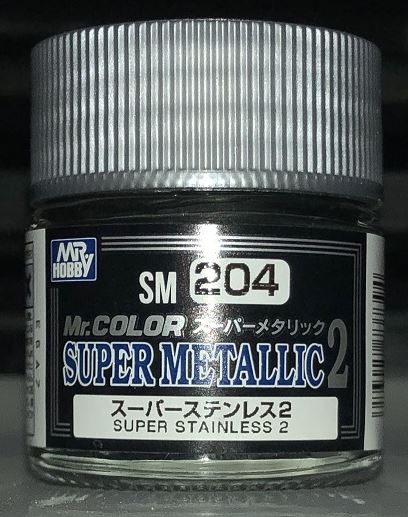 MR
HOBBY
SM 204
Mr.COLOR スーパーメタリック
SUPER METALLIC 2
スーパーステンレス2
SUPER STAINLESS 2